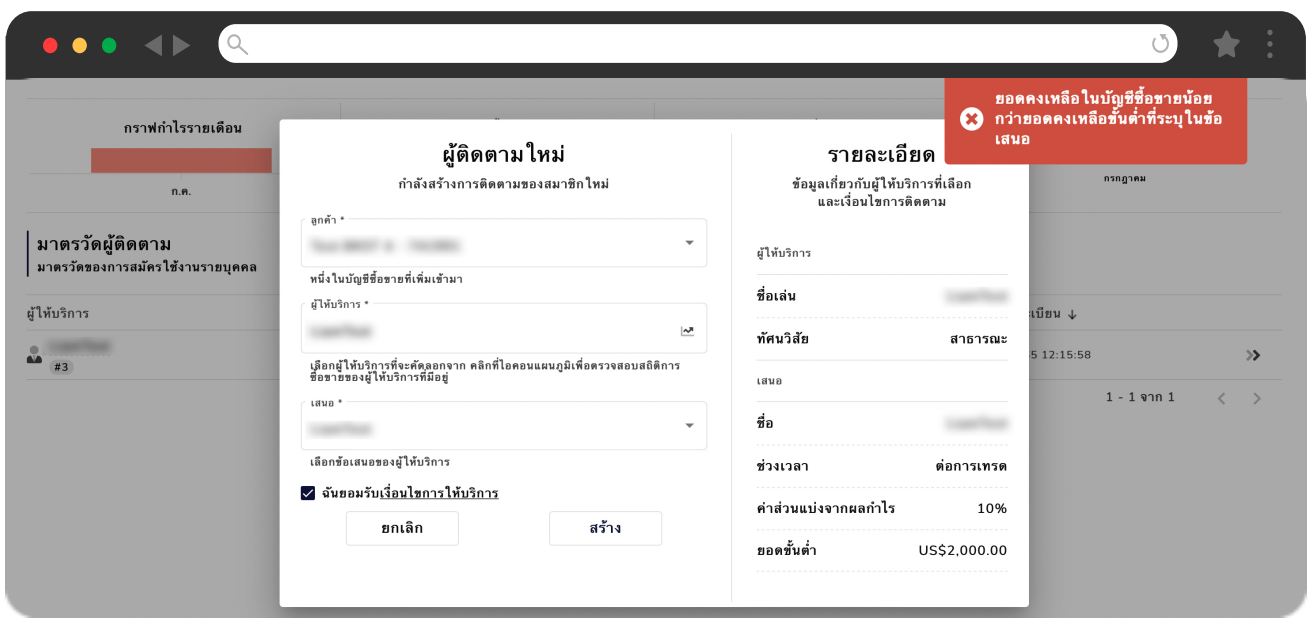 ยอดคงเหลือในบัญชีซื้อขายน้อย
กว่ายอดคงเหลือขั้นต่ำที่ระบุในข้อ
เสนอ
กราฟกำไรรายเดือน
ก.ค.
กรกฎาคม
มาตรวัดผู้ติดตาม
มาตรวัดของการสมัครใช้งานรายบุคคล
ผู้ให้บริการ
#3
ผู้ติดตามใหม่
กำลังสร้างการติดตามของสมาชิกใหม่
ลูกค้า *
หนึ่งในบัญชีซื้อขายที่เพิ่มเข้ามา
ผู้ให้บริการ *
เลือกผู้ให้บริการที่จะคัดลอกจาก คลิกที่ไอคอนแผนภูมิเพื่อตรวจสอบสถิติการ
ซื้อขายของผู้ให้บริการที่มีอยู่
เสนอ *
เลือกข้อเสนอของผู้ให้บริการ
ฉันยอมรับเงื่อนไขการให้บริการ
ยกเลิก
สร้าง
รายละเอียด
ข้อมูลเกี่ยวกับผู้ให้บริการที่เลือก
และเงื่อนไขการติดตาม
ผู้ให้บริการ
ชื่อเล่น
ทัศนวิสัย สาธารณะ
เสนอ
ชื่อ
ช่วงเวลา ต่อการเทรด
ค่าส่วนแบ่งจากผลกำไร 10%
ยอดขั้นต่ำ US$2,000.00
ะเบียน
5 12:15:58
1 - 1 จาก 1